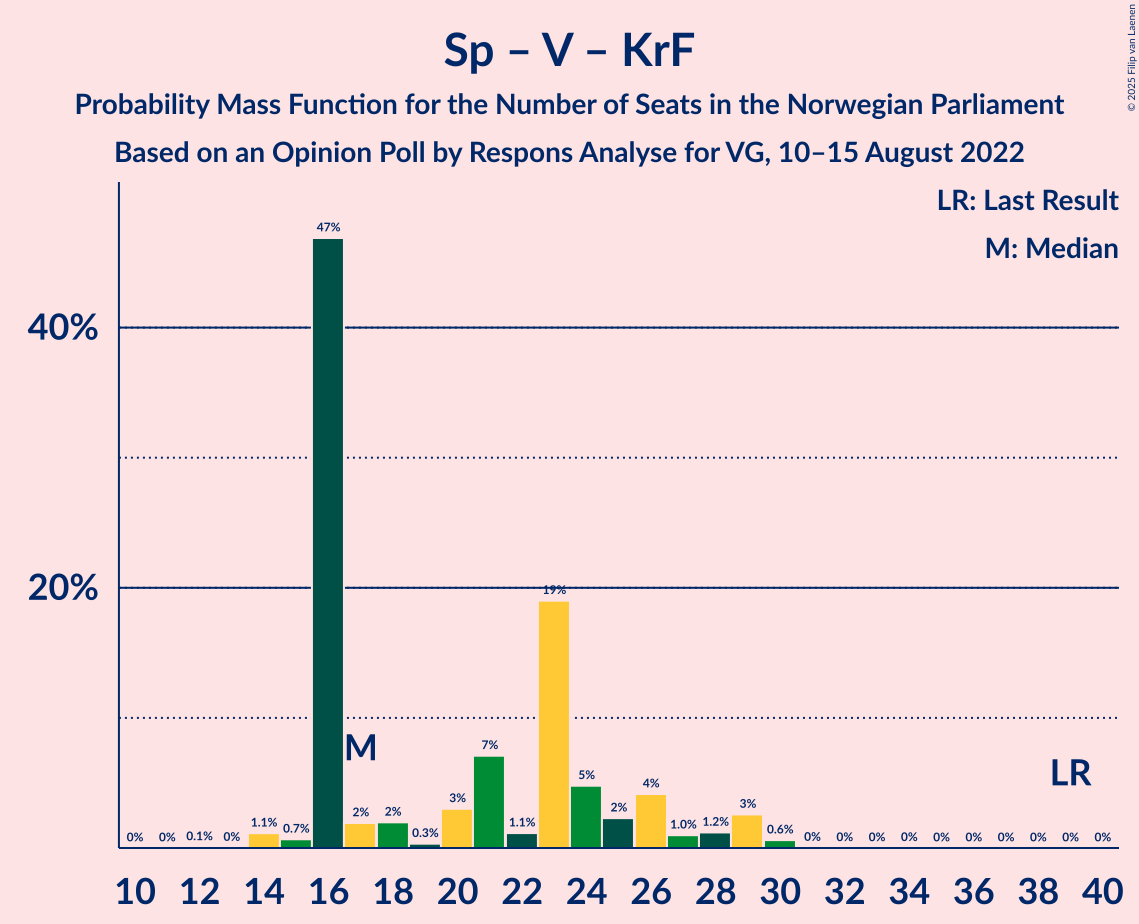 Sp – V – KrF
Probability Mass Function for the Number of Seats in the Norwegian Parliament
Based on an Opinion Poll by Respons Analyse for VG, 10–15 August 2022
© 2025 Filip van Laenen
LR: Last Result
M: Median
40%
20%
0% 0% 0.1% 0% 1.1% 0.7% 47% 2% 2% 0.3% 3% 7% 1.1% 19% 5% 2% 4% 1.0% 1.2% 3% 0.6% 0% 0% 0% 0% 0% 0% 0% 0% 0% 0%
M
LR
10 12 14 16 18 20 22 24 26 28 30 32 34 36 38 40